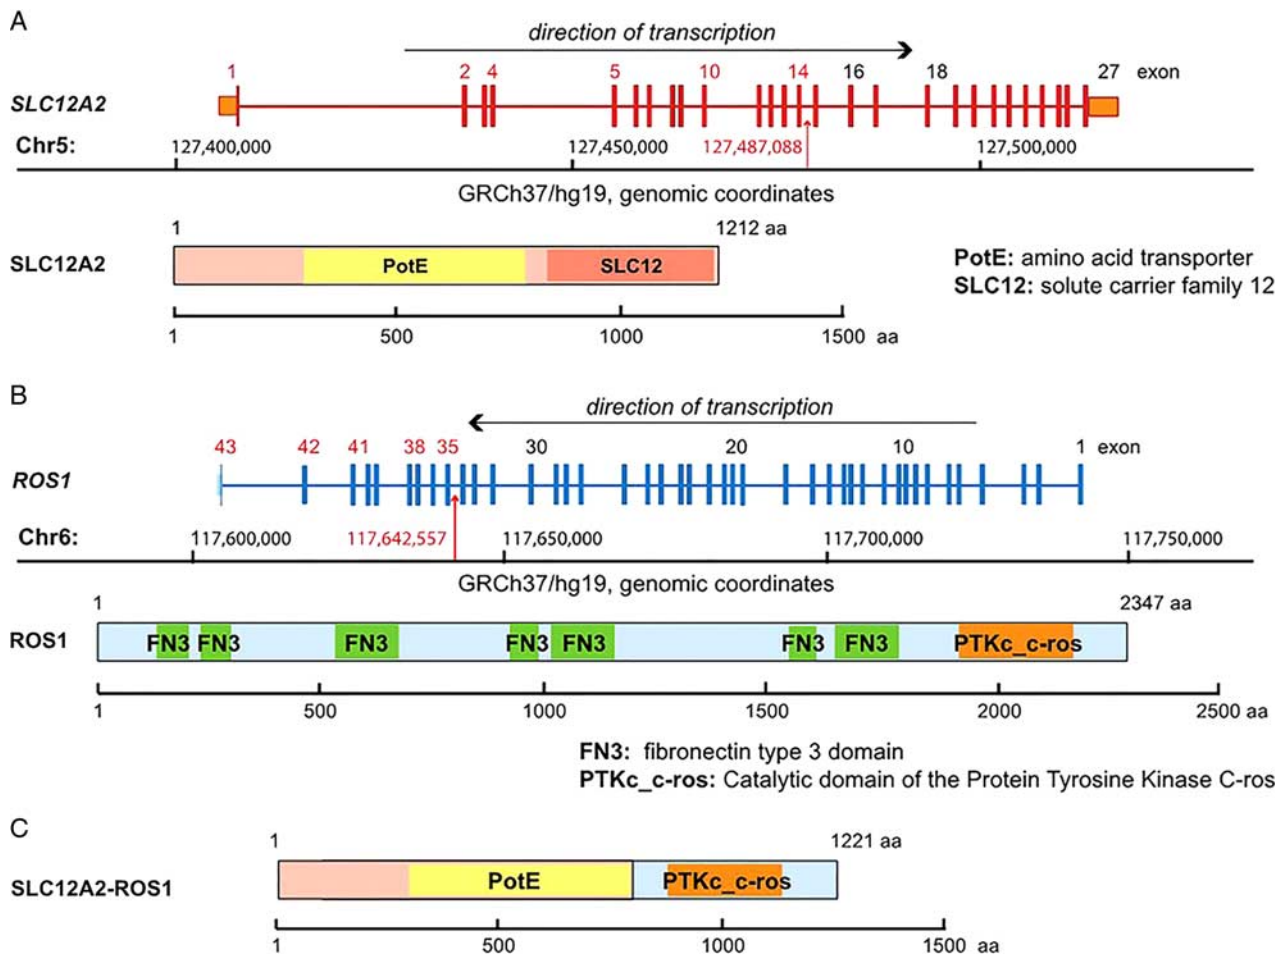 A
direction of transcription
1 2 4 5 10 14 16 18 27 exon
SLC12A2
Chr5: 127,400,000 127,450,000 127,487,088 127,500,000
GRCh37/hg19, genomic coordinates
1 1212 aa
SLC12A2 PotE SLC12
PotE: amino acid transporter
SLC12: solute carrier family 12
1 500 1000 1500 aa
B
direction of transcription
43 42 41 38 35 30 20 10 1 exon
ROS1
Chr6: 117,600,000 117,642,557 117,650,000 117,700,000 117,750,000
GRCh37/hg19, genomic coordinates
1 2347 aa
ROS1 FN3 FN3 FN3 FN3 FN3 FN3 FN3 PTKc_c-ros
1 500 1000 1500 2000 2500 aa
FN3: fibronectin type 3 domain
PTKc_c-ros: Catalytic domain of the Protein Tyrosine Kinase C-ros
C
1 1221 aa
SLC12A2-ROS1 PotE PTKc_c-ros
1 500 1000 1500 aa